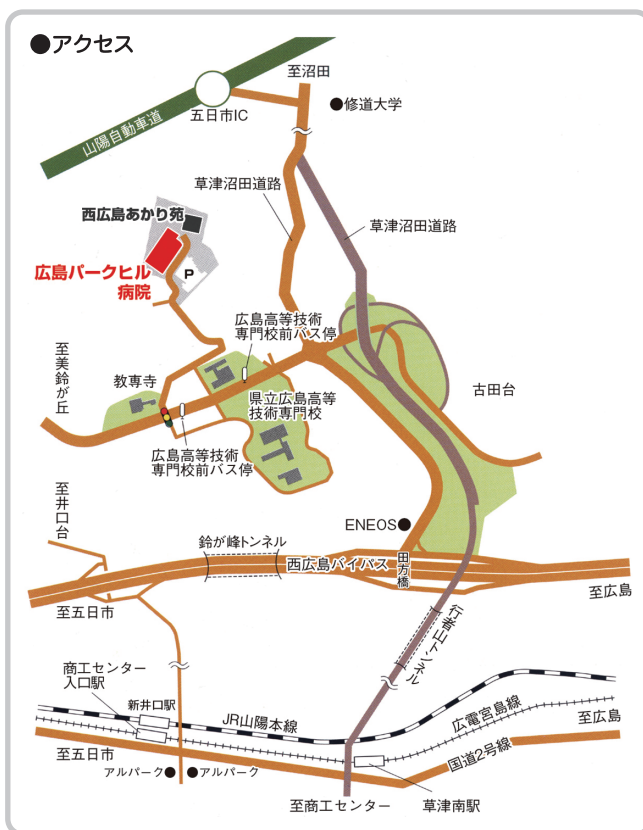 ●アクセス
至沼田
●修道大学
五日市IC
山陽自動車道
草津沼田道路
西広島あかり苑
草津沼田道路
広島パークヒル
病院
P
広島高等技術
専門校前バス停
至美鈴が丘
教専寺
県立広島高等
技術専門校
古田台
広島高等技術
専門校前バス停
至井口台
ENEOS●
鈴が峰トンネル
西広島バイパス
田方橋
至五日市
至広島
行者山トンネル
商工センター
入口駅
新井口駅
JR山陽本線
広電宮島線
至広島
至五日市
国道2号線
アルパーク●
●アルパーク
至商工センター
草津南駅